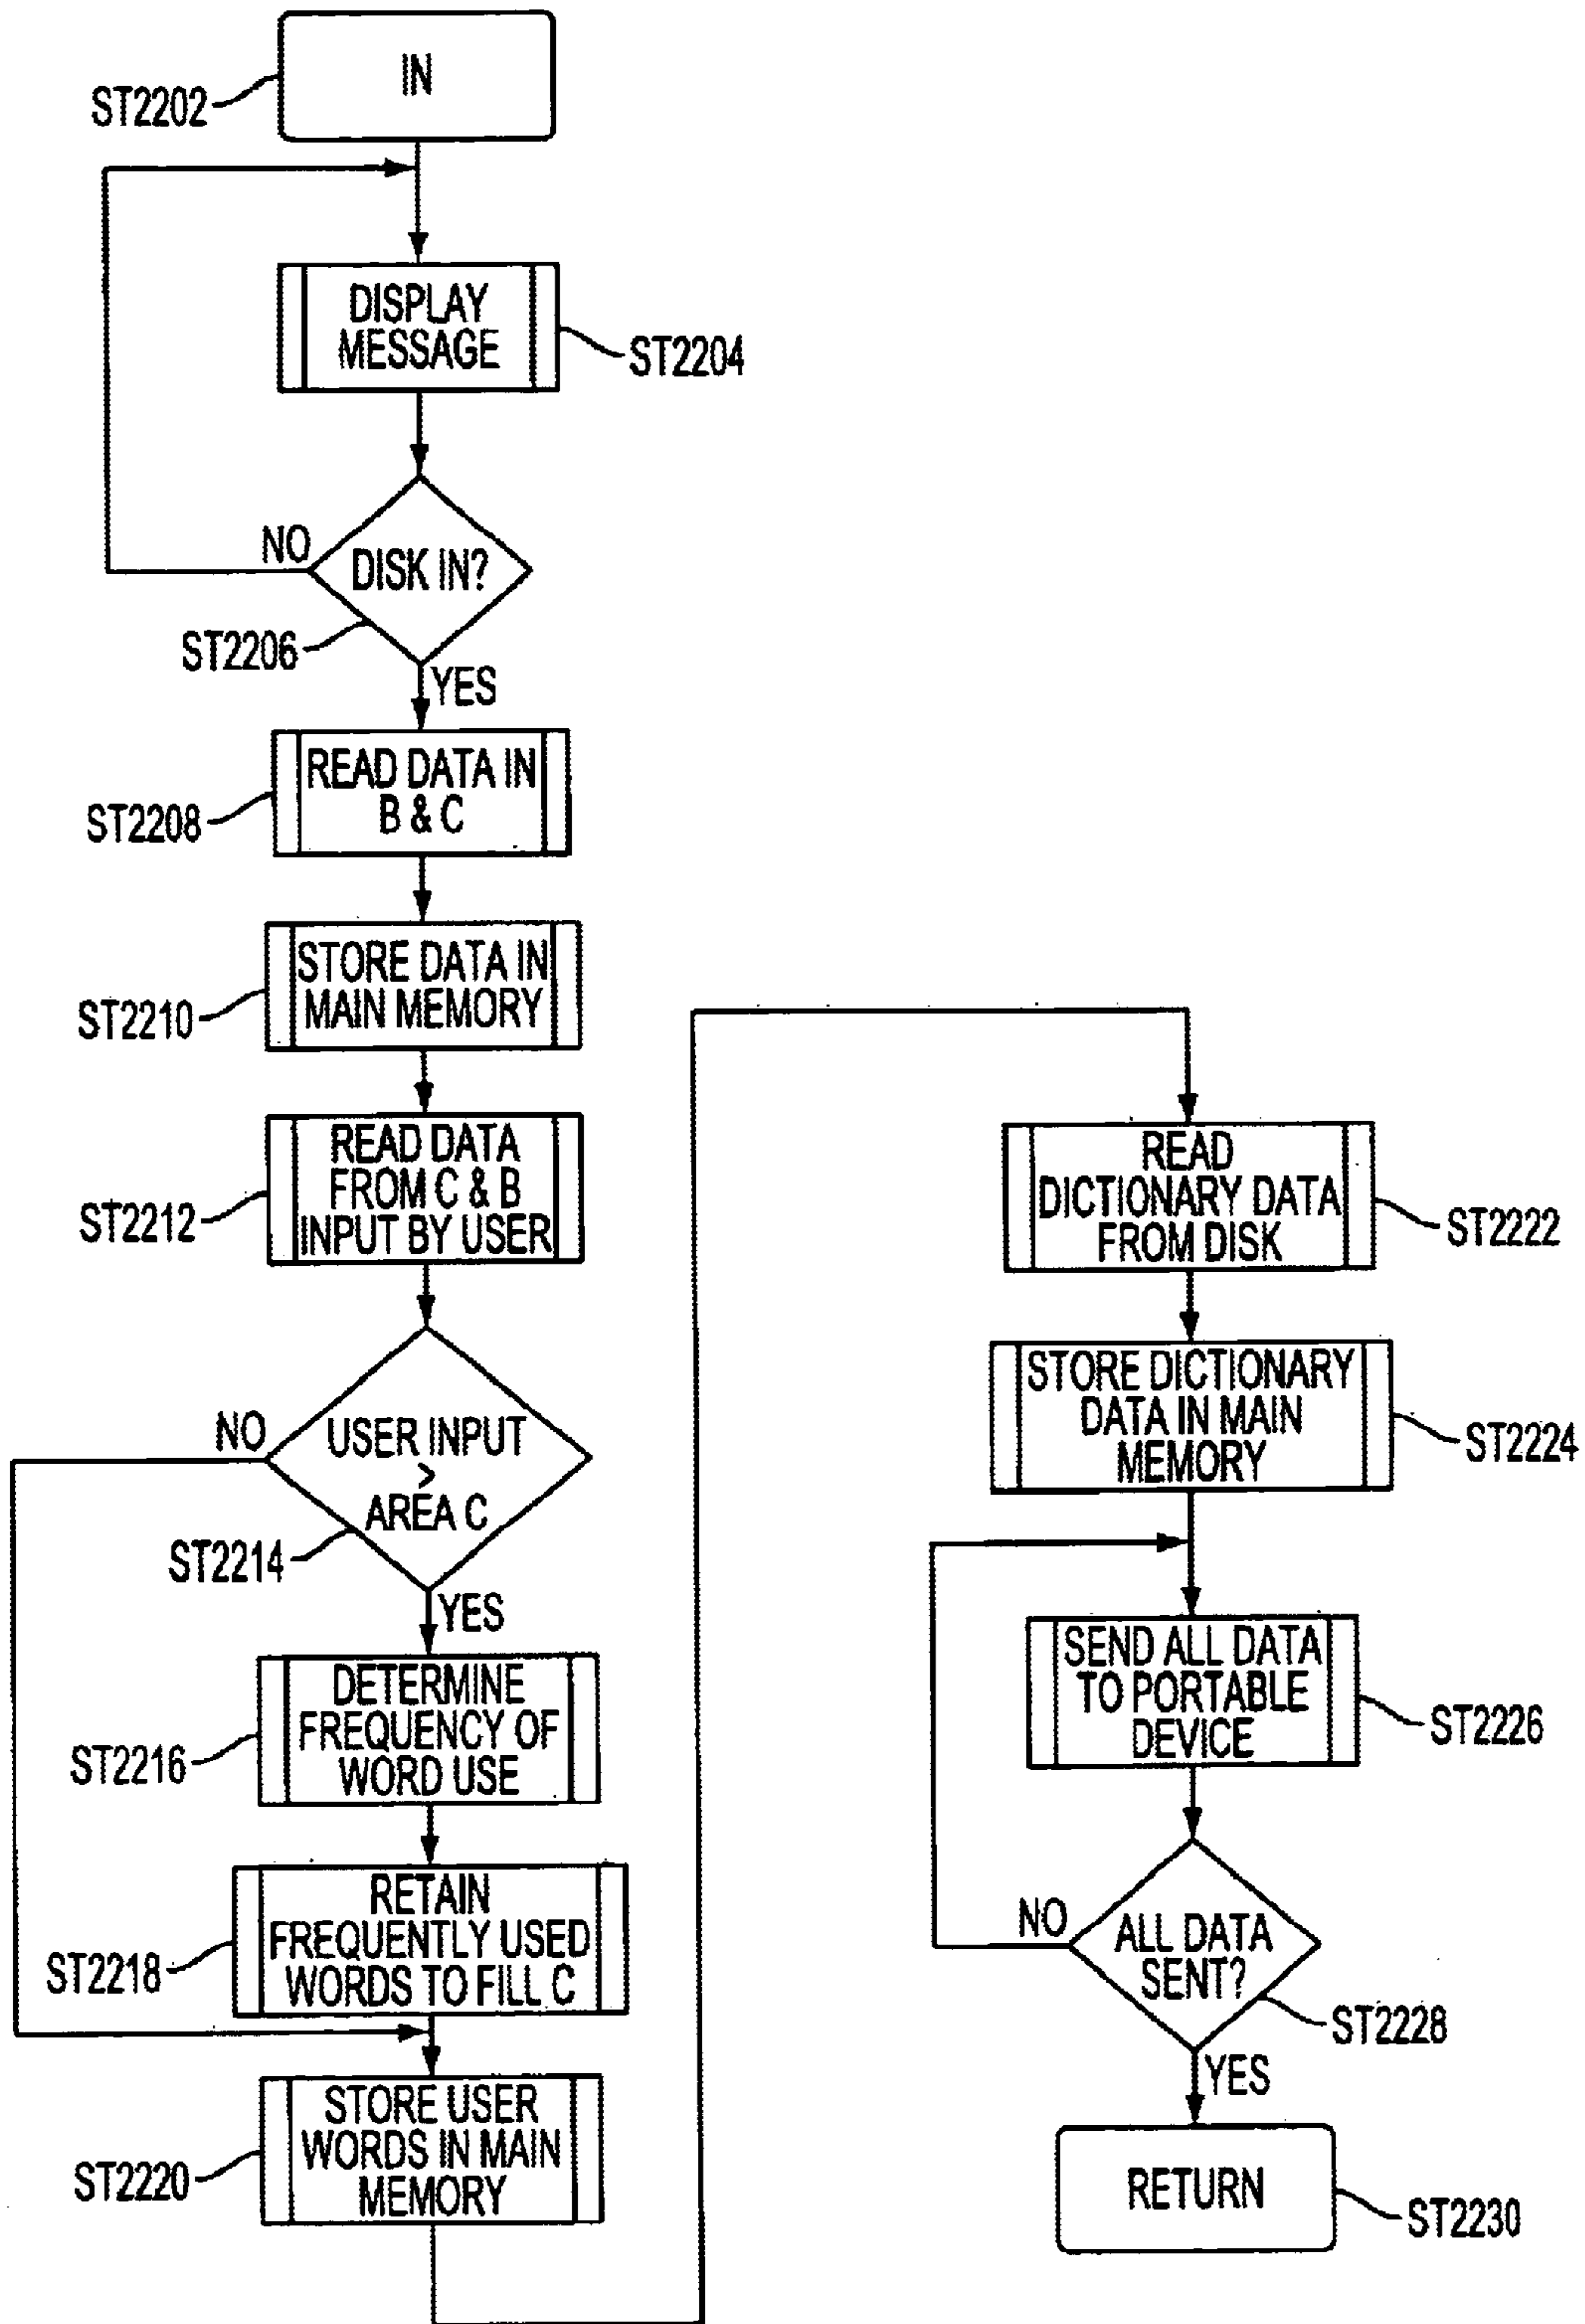 IN
ST2202
DISPLAY
MESSAGE
ST2204
NO
DISK IN?
ST2206
YES
READ DATA IN
B & C
ST2208
STORE DATA IN
MAIN MEMORY
ST2210
READ DATA
FROM C & B
INPUT BY USER
ST2212
NO
USER INPUT
>
AREA C
ST2214
YES
DETERMINE
FREQUENCY OF
WORD USE
ST2216
RETAIN
FREQUENTLY USED
WORDS TO FILL C
ST2218
STORE USER
WORDS IN MAIN
MEMORY
ST2220
READ
DICTIONARY DATA
FROM DISK
ST2222
STORE DICTIONARY
DATA IN MAIN
MEMORY
ST2224
SEND ALL DATA
TO PORTABLE
DEVICE
ST2226
NO
ALL DATA
SENT?
ST2228
YES
RETURN
ST2230